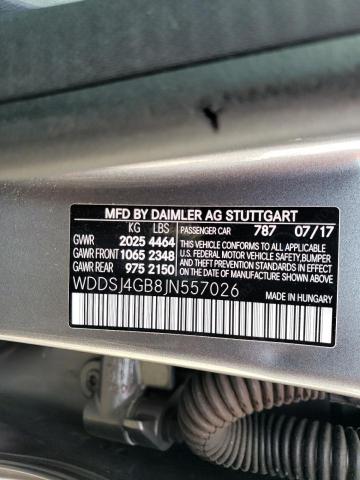 MFD BY DAIMLER AG STUTTGART
KG LBS PASSENGER CAR 787 07/17
GVWR 2025 4464 THIS VEHICLE CONFORMS TO ALL APPLICABLE
GAWR FRONT 1065 2348 U.S. FEDERAL MOTOR VEHICLE SAFETY, BUMPER
GAWR REAR 975 2150 AND THEFT PREVENTION STANDARDS IN EFFECT ON THE DATE OF MANUFACTURE SHOWN ABOVE.
WDDSJ4GB8JN557026 MADE IN HUNGARY